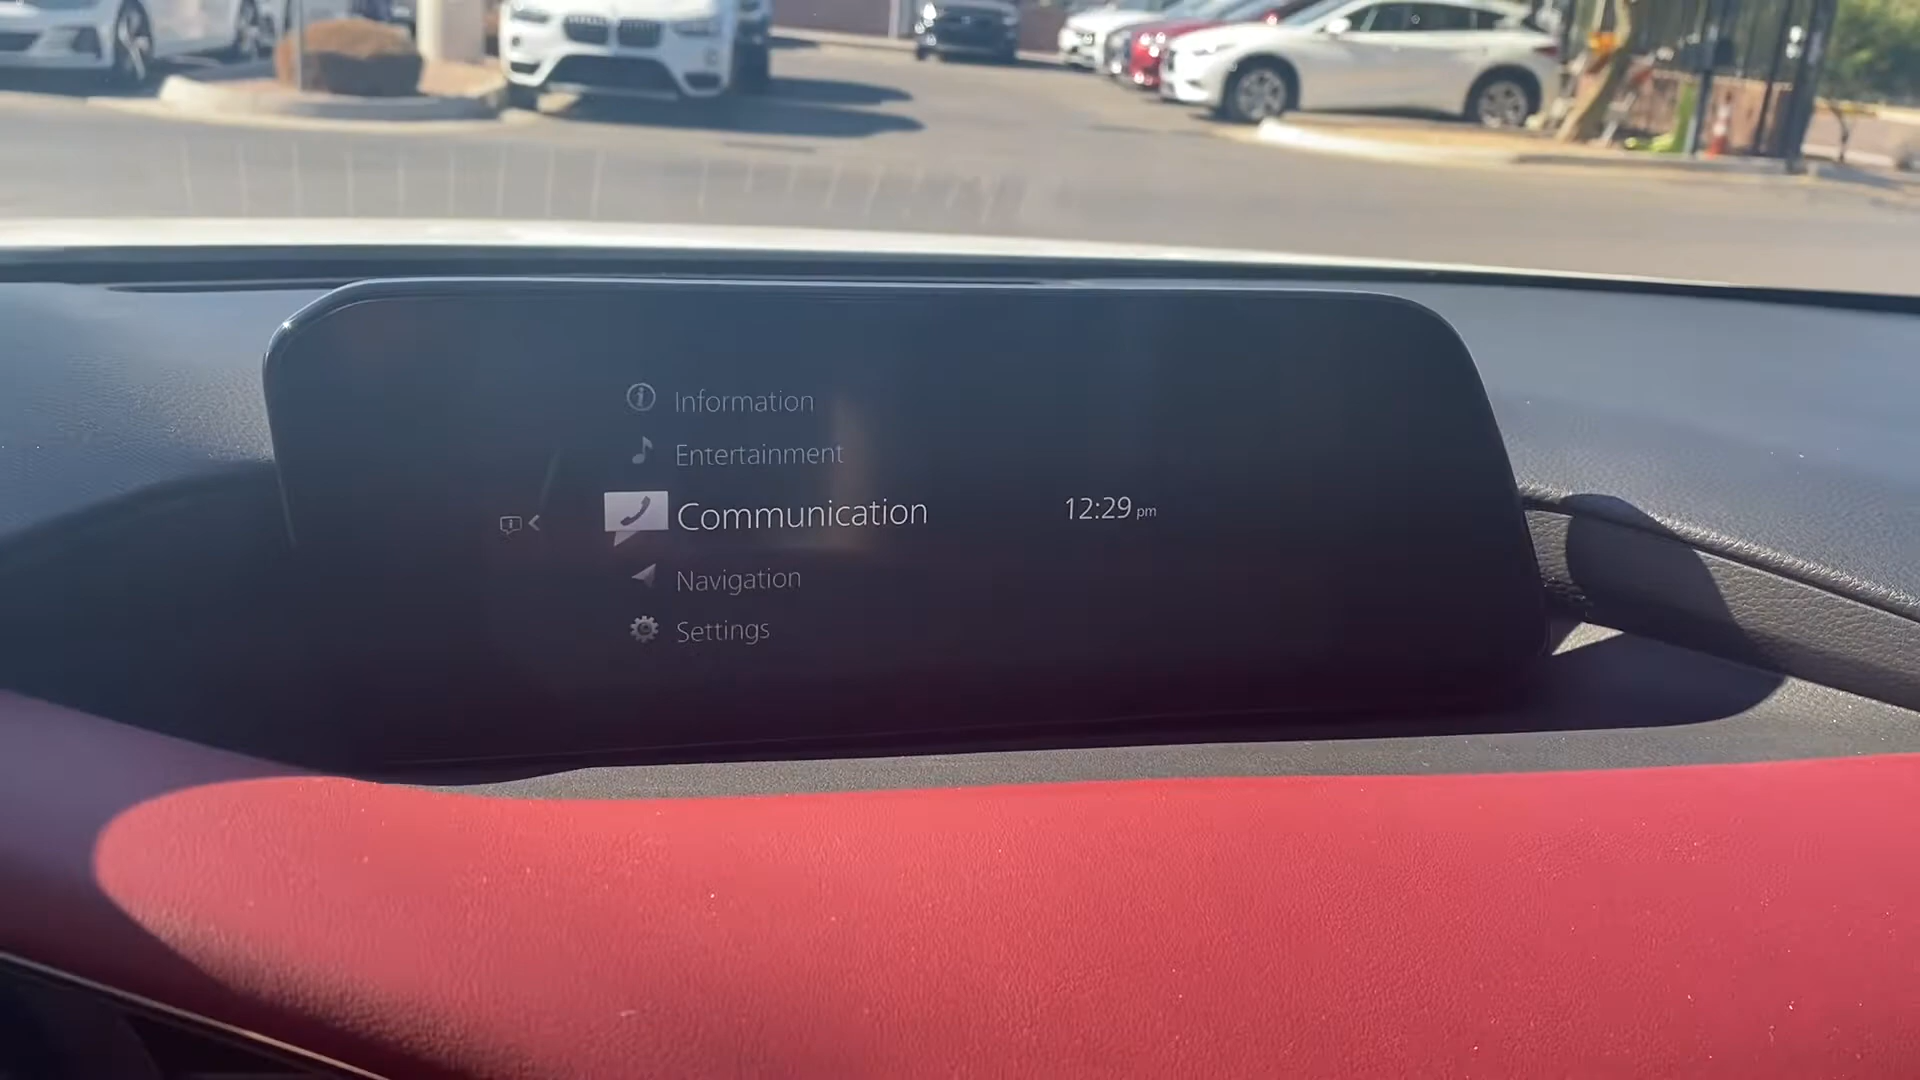 Information
Entertainment
Communication
12:29 pm
Navigation
Settings